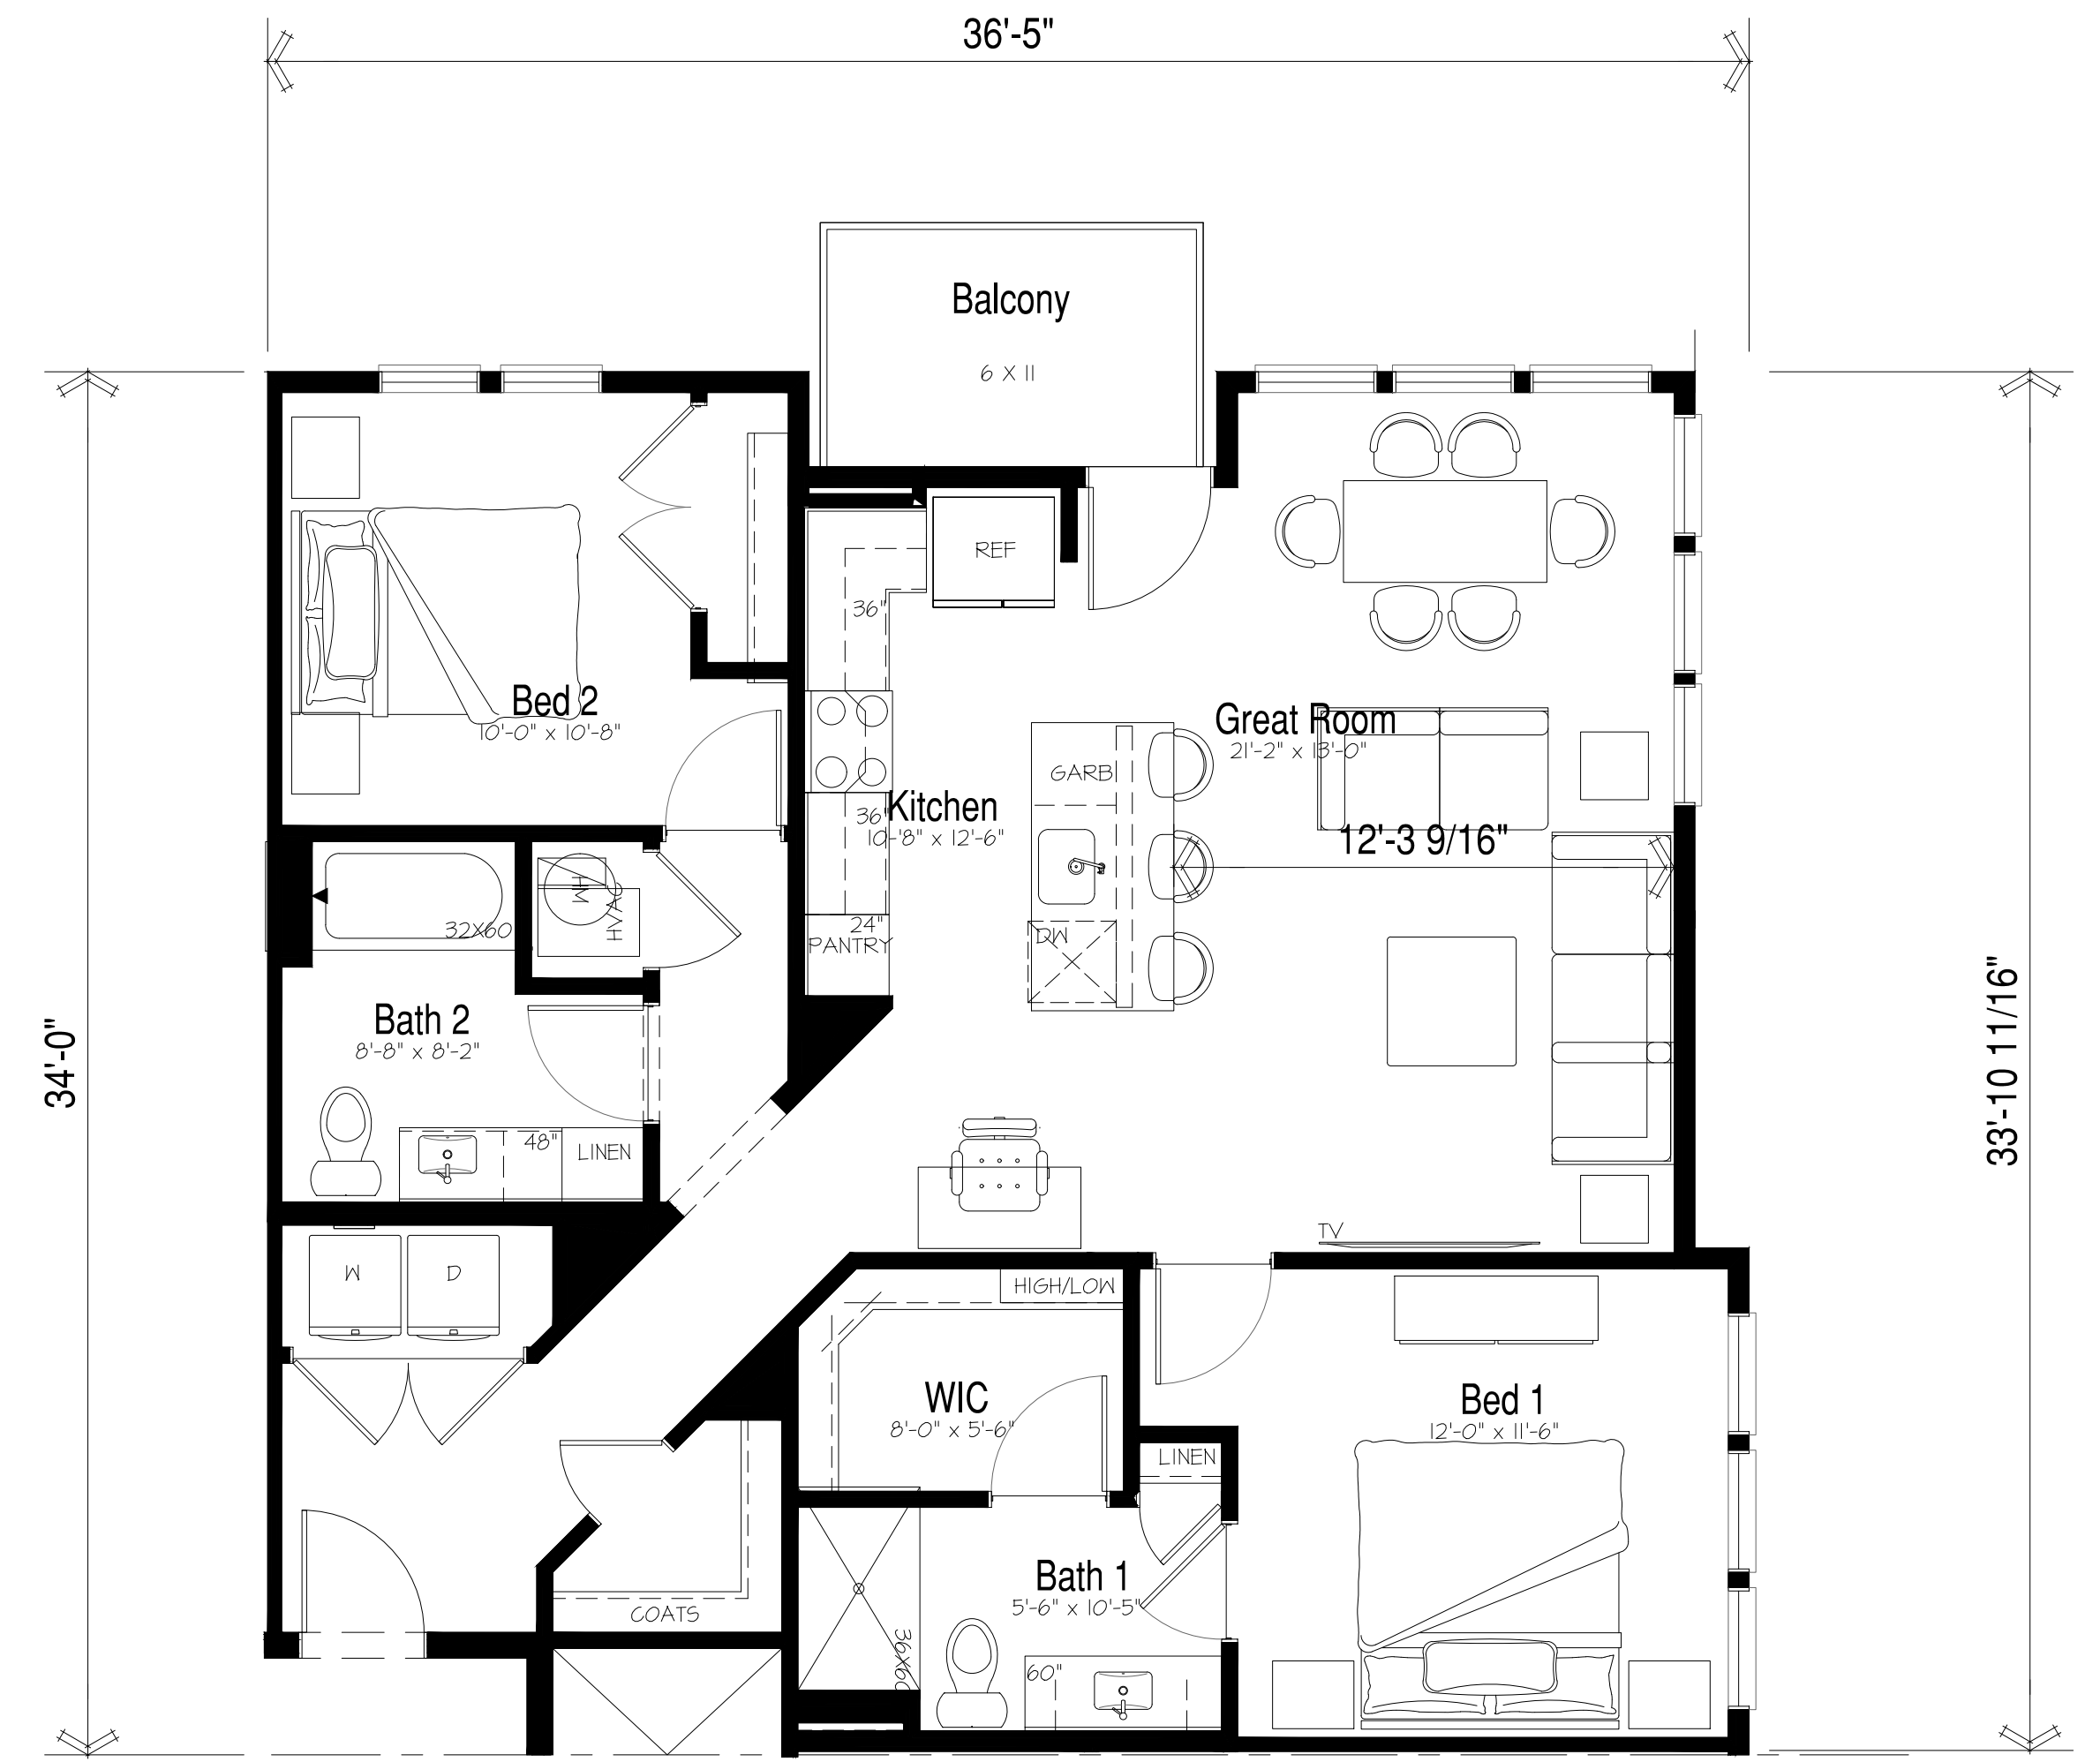 36'-5"
Balcony
6 X 11
REF
36"
Bed 2
10'-0" x 10'-8"
Great Room
21'-2" x 13'-0"
GARB
36"
Kitchen
10-'8" x 12'-6"
12'-3 9/16"
HW
HVAC
32X60
24"
PANTRY
DW
34'-0"
33'-10 11/16"
Bath 2
8'-8" x 8'-2"
48"
LINEN
TV
W
D
HIGH/LOW
WIC
8'-0" x 5'-6"
Bed 1
12'-0" x 11'-6"
LINEN
Bath 1
5'-6" x 10'-5"
COATS
36X60
60"